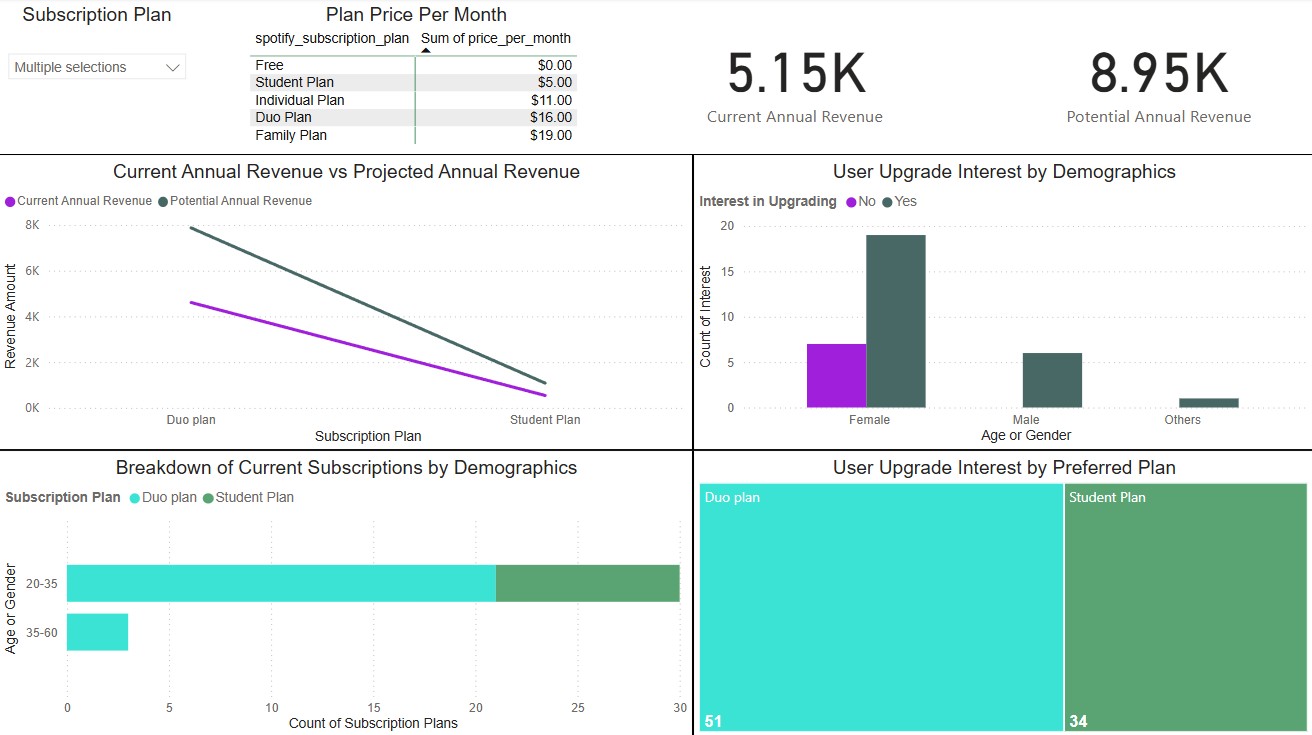 Subscription Plan
Multiple selections
Plan Price Per Month
spotify_subscription_plan Sum of price_per_month
Free $0.00
Student Plan $5.00
Individual Plan $11.00
Duo Plan $16.00
Family Plan $19.00
5.15K
Current Annual Revenue
8.95K
Potential Annual Revenue
Current Annual Revenue vs Projected Annual Revenue
Current Annual Revenue Potential Annual Revenue
Revenue Amount
8K
6K
4K
2K
0K
Duo plan Student Plan
Subscription Plan
User Upgrade Interest by Demographics
Interest in Upgrading No Yes
Count of Interest
20
15
10
5
0
Female Male Others
Age or Gender
Breakdown of Current Subscriptions by Demographics
Subscription Plan Duo plan Student Plan
Age or Gender
20-35
35-60
0 5 10 15 20 25 30
Count of Subscription Plans
User Upgrade Interest by Preferred Plan
Duo plan
51
Student Plan
34